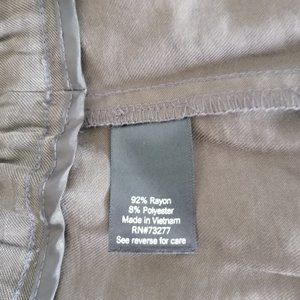 92% Rayon
8% Polyester
Made in Vietnam
RN#73277
See reverse for care